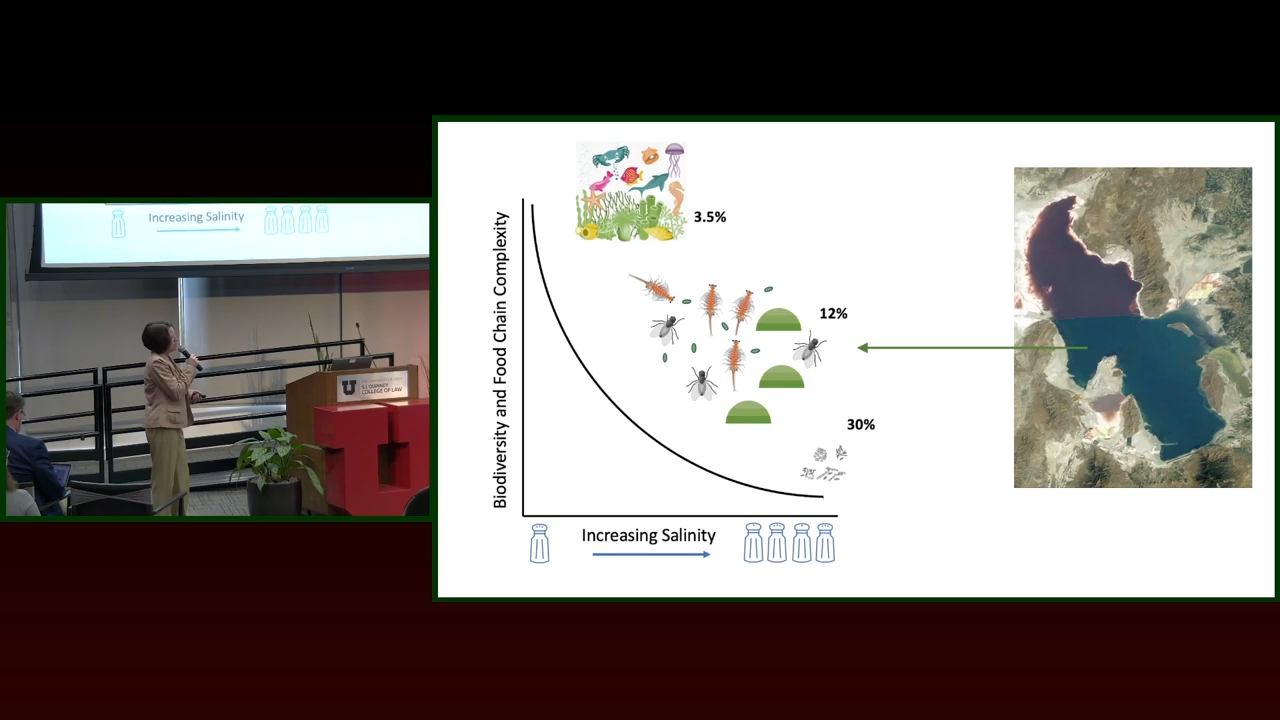 Increasing Salinity
U
S.J. QUINNEY
COLLEGE OF LAW
3.5%
12%
30%
Biodiversity and Food Chain Complexity
Increasing Salinity